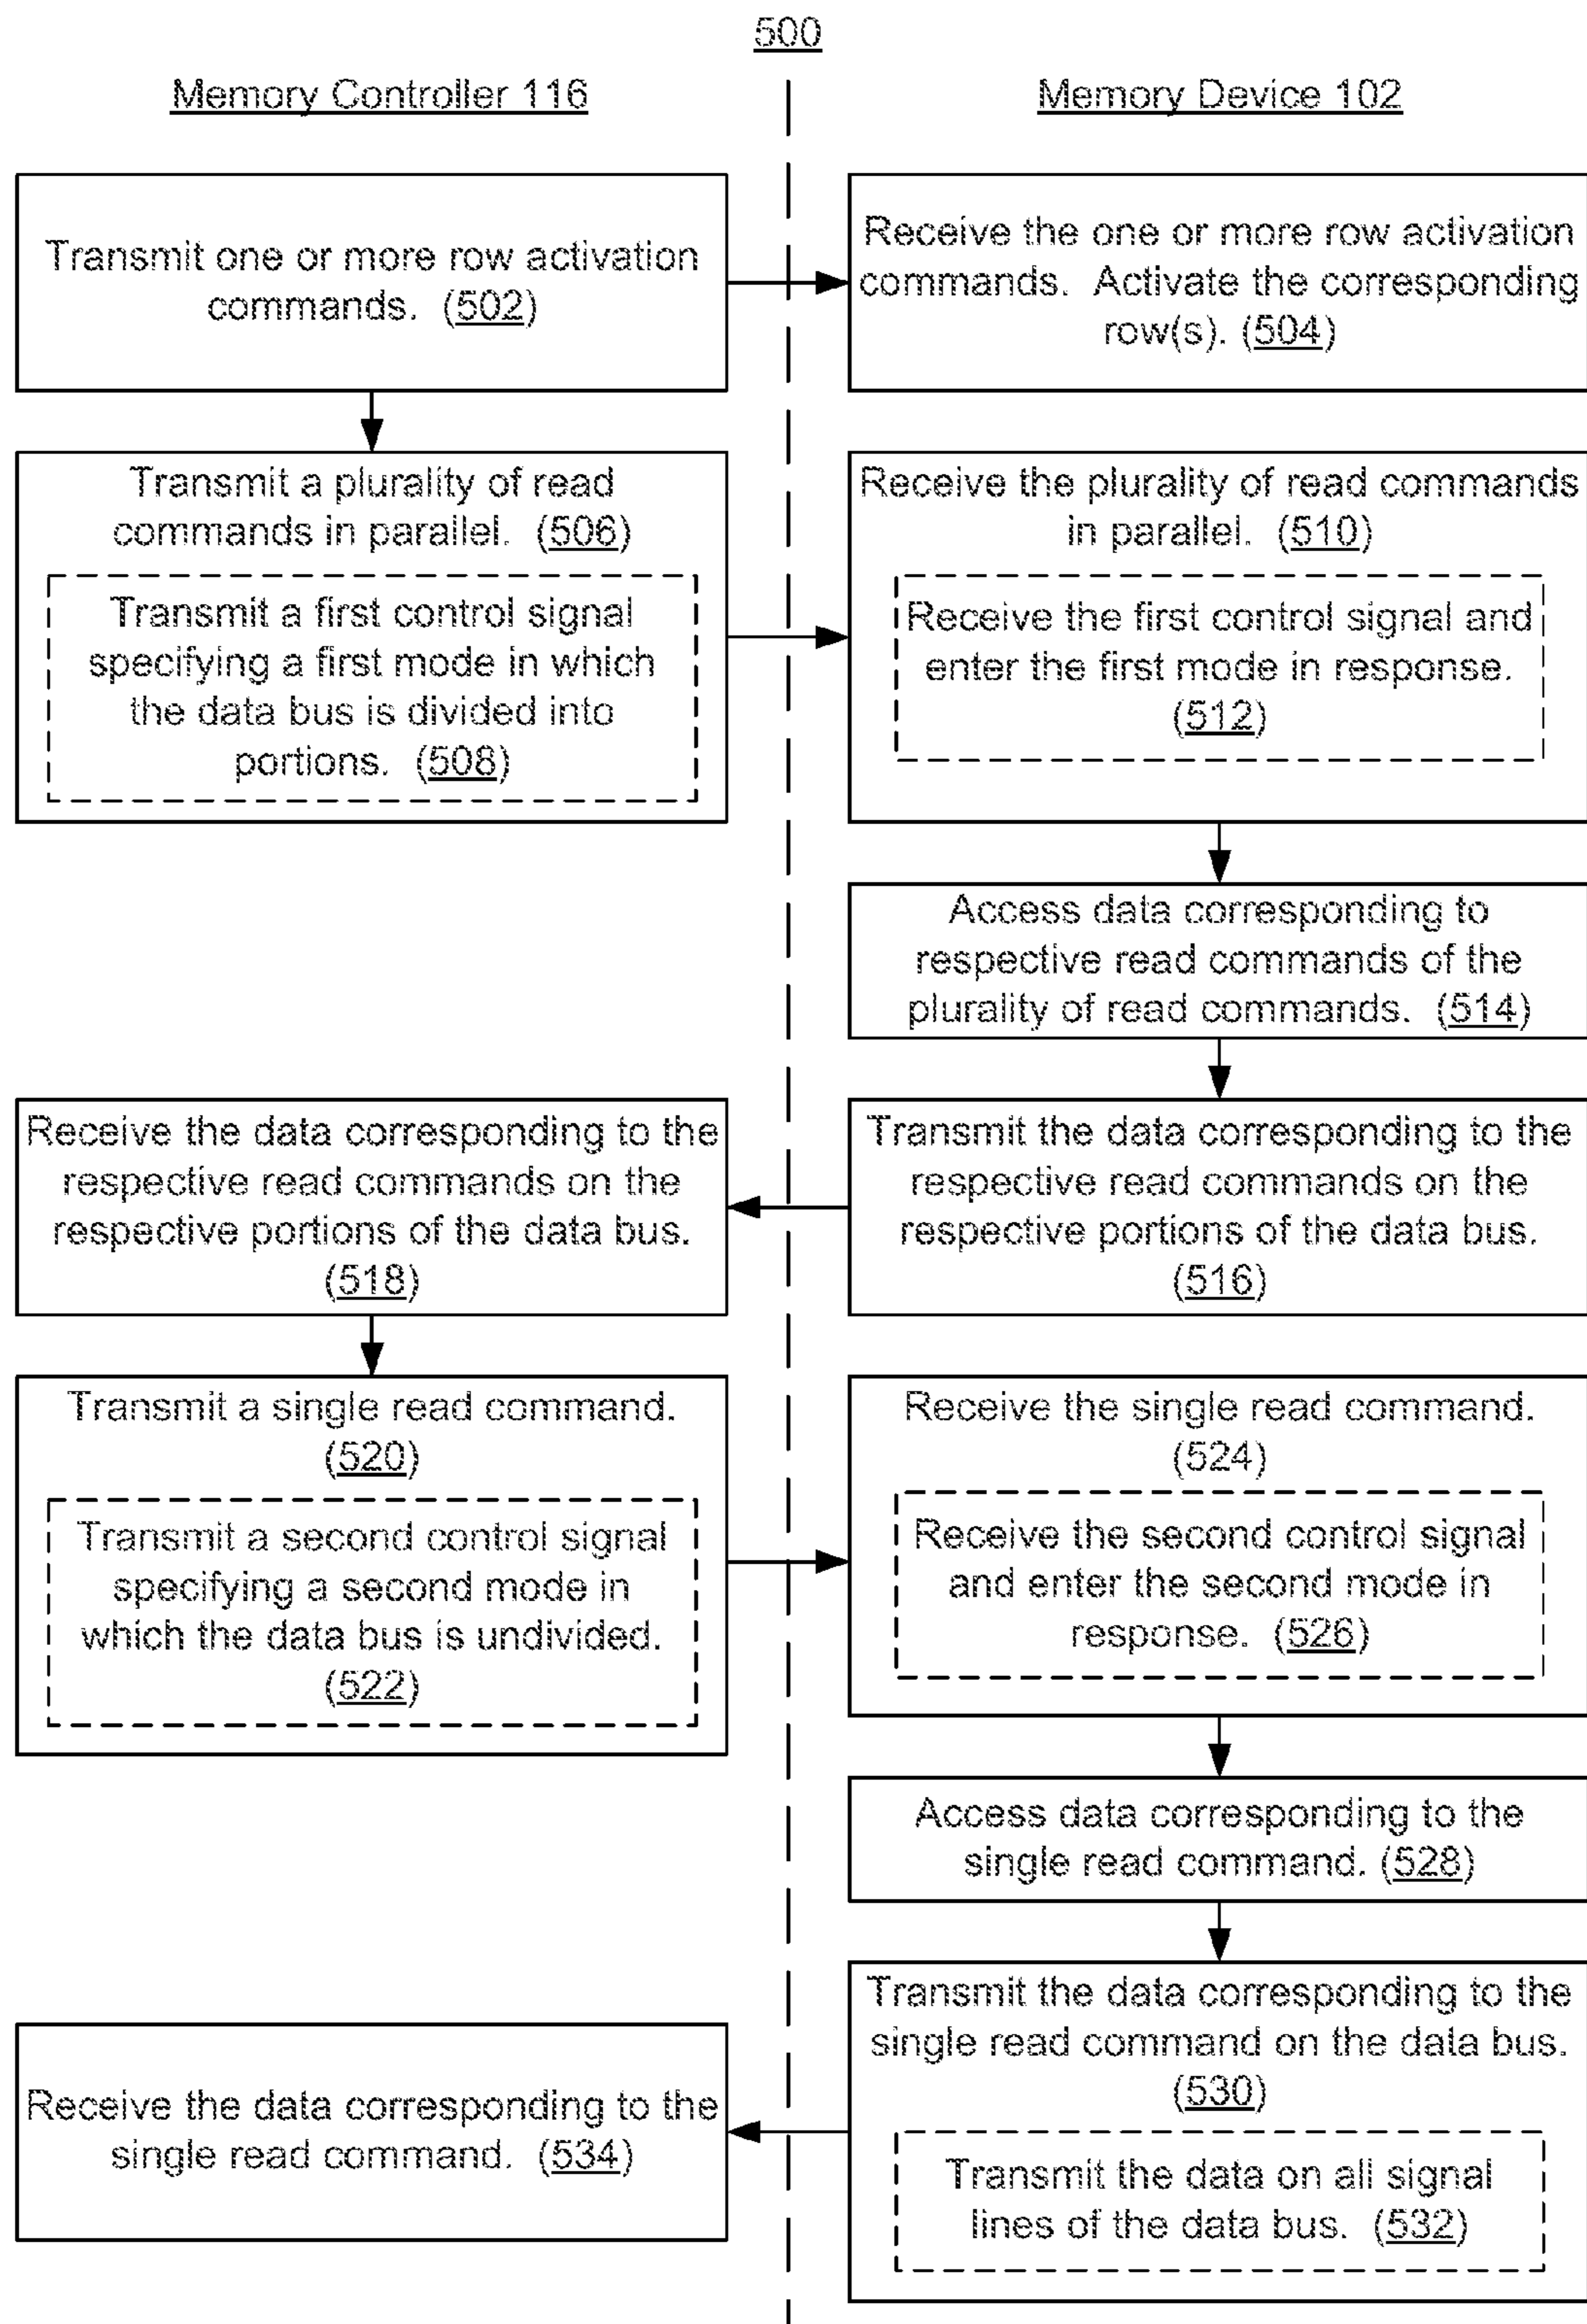 500
Memory Controller 116
Memory Device 102
Transmit one or more row activation
commands. (502)
Receive the one or more row activation
commands. Activate the corresponding
row(s). (504)
Transmit a plurality of read
commands in parallel. (506)
Transmit a first control signal
specifying a first mode in which
the data bus is divided into
portions. (508)
Receive the plurality of read commands
in parallel. (510)
Receive the first control signal and
enter the first mode in response.
(512)
Access data corresponding to
respective read commands of the
plurality of read commands. (514)
Transmit the data corresponding to the
respective read commands on the
respective portions of the data bus.
(516)
Receive the data corresponding to the
respective read commands on the
respective portions of the data bus.
(518)
Transmit a single read command.
(520)
Transmit a second control signal
specifying a second mode in
which the data bus is undivided.
(522)
Receive the single read command.
(524)
Receive the second control signal
and enter the second mode in
response. (526)
Access data corresponding to the
single read command. (528)
Transmit the data corresponding to the
single read command on the data bus.
(530)
Transmit the data on all signal
lines of the data bus. (532)
Receive the data corresponding to the
single read command. (534)